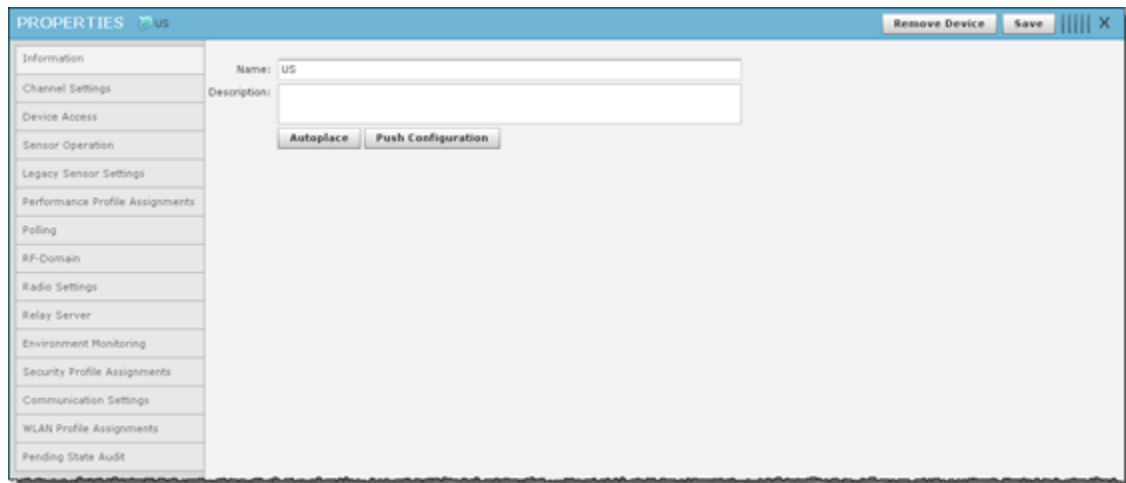 PROPERTIES US Remove Device Save X
Information
Name: US
Channel Settings
Description:
Device Access
Autoplace Push Configuration
Sensor Operation
Legacy Sensor Settings
Performance Profile Assignments
Polling
RF-Domain
Radio Settings
Relay Server
Environment Monitoring
Security Profile Assignments
Communication Settings
WLAN Profile Assignments
Pending State Audit